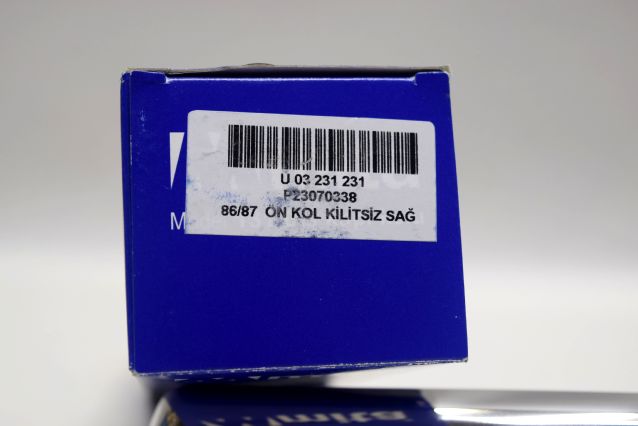 U 03 231 231
P23070338
86/87 ÖN KOL KİLİTSİZ SAĞ